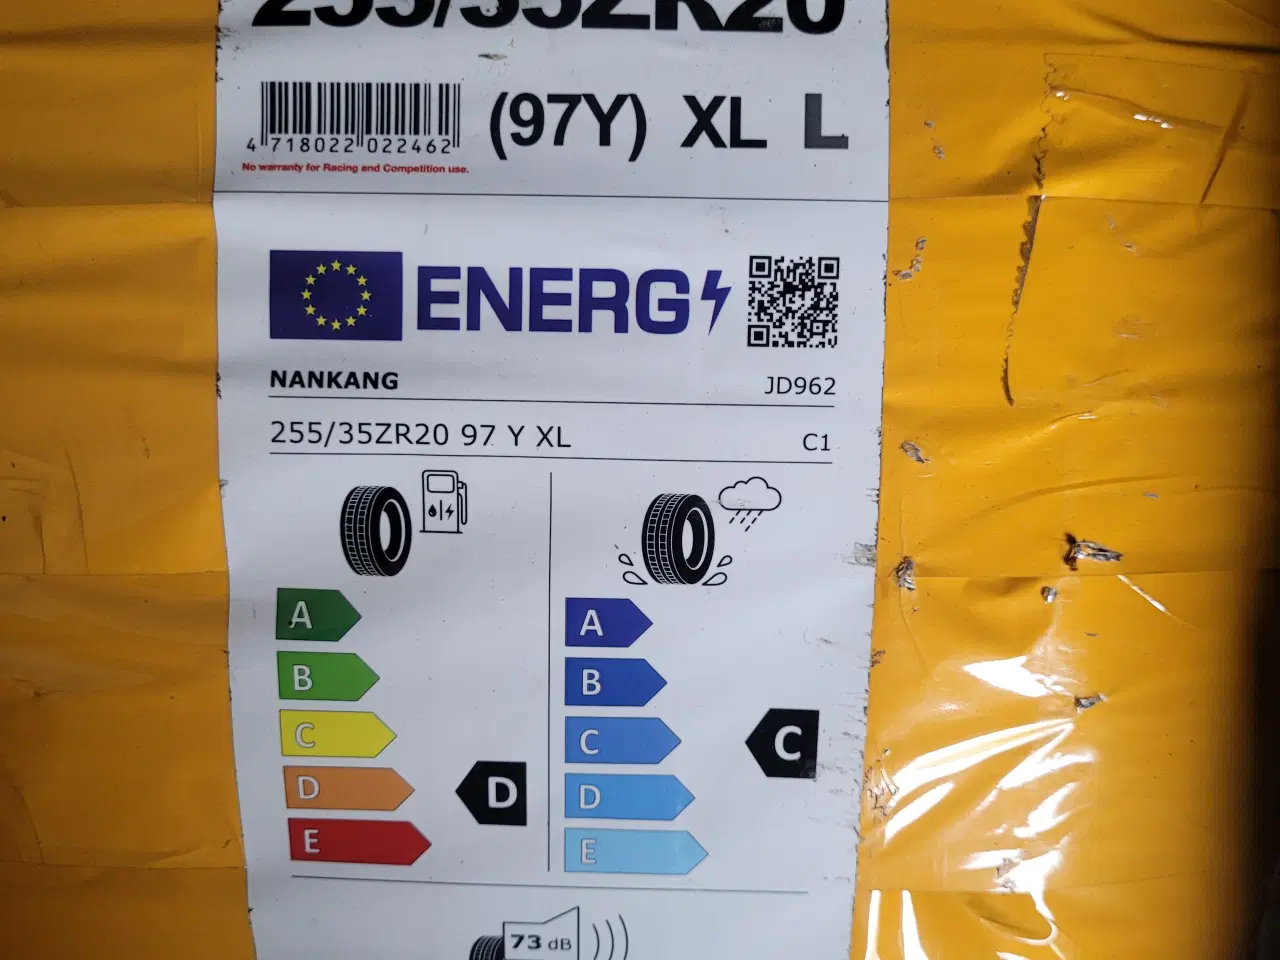 255/35ZR20
4 718022 022462
(97Y) XL L
No warranty for Racing and Competition use.
ENERG
NANKANG JD962
255/35ZR20 97 Y XL C1
A
B
C
D
E
D
A
B
C
D
E
C
73 dB